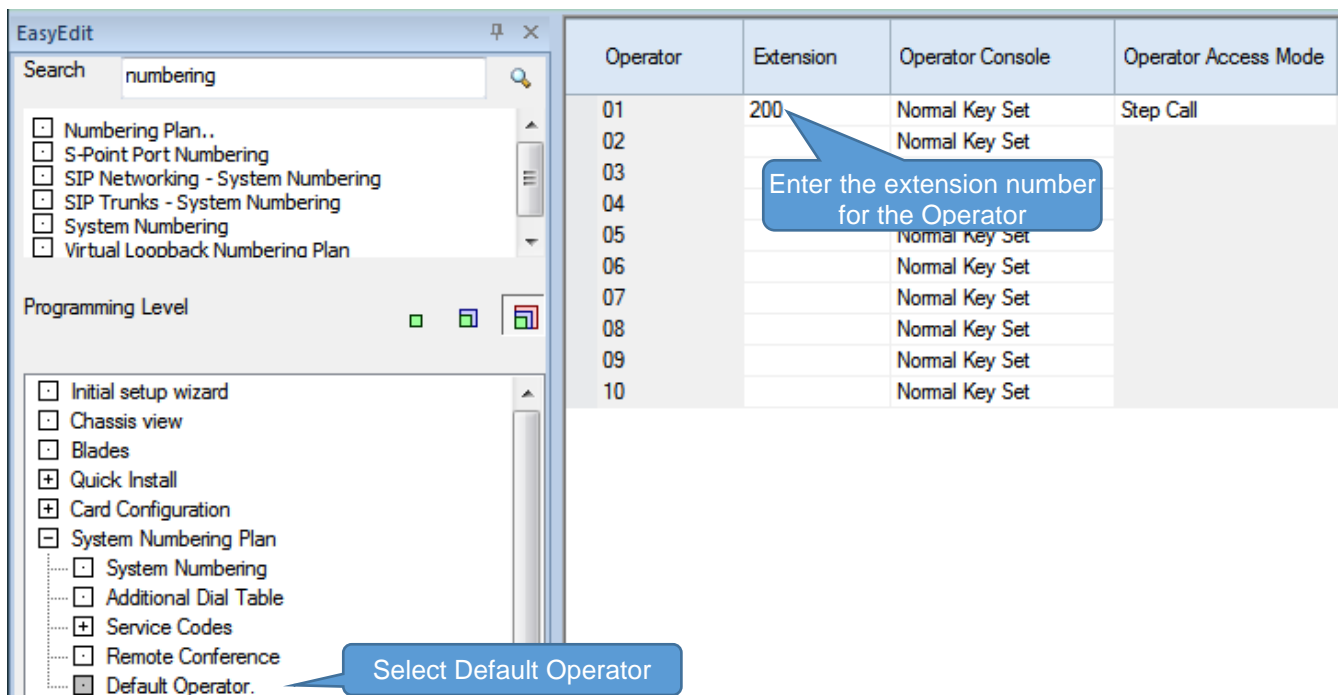 EasyEdit
Search numbering
Numbering Plan..
S-Point Port Numbering
SIP Networking - System Numbering
SIP Trunks - System Numbering
System Numbering
Virtual Loopback Numbering Plan
Programming Level
Initial setup wizard
Chassis view
Blades
Quick Install
Card Configuration
System Numbering Plan
System Numbering
Additional Dial Table
Service Codes
Remote Conference
Default Operator.
Select Default Operator
Operator Extension Operator Console Operator Access Mode
01 200 Normal Key Set Step Call
02 Normal Key Set
03
04
Enter the extension number
for the Operator
05 Normal Key Set
06 Normal Key Set
07 Normal Key Set
08 Normal Key Set
09 Normal Key Set
10 Normal Key Set